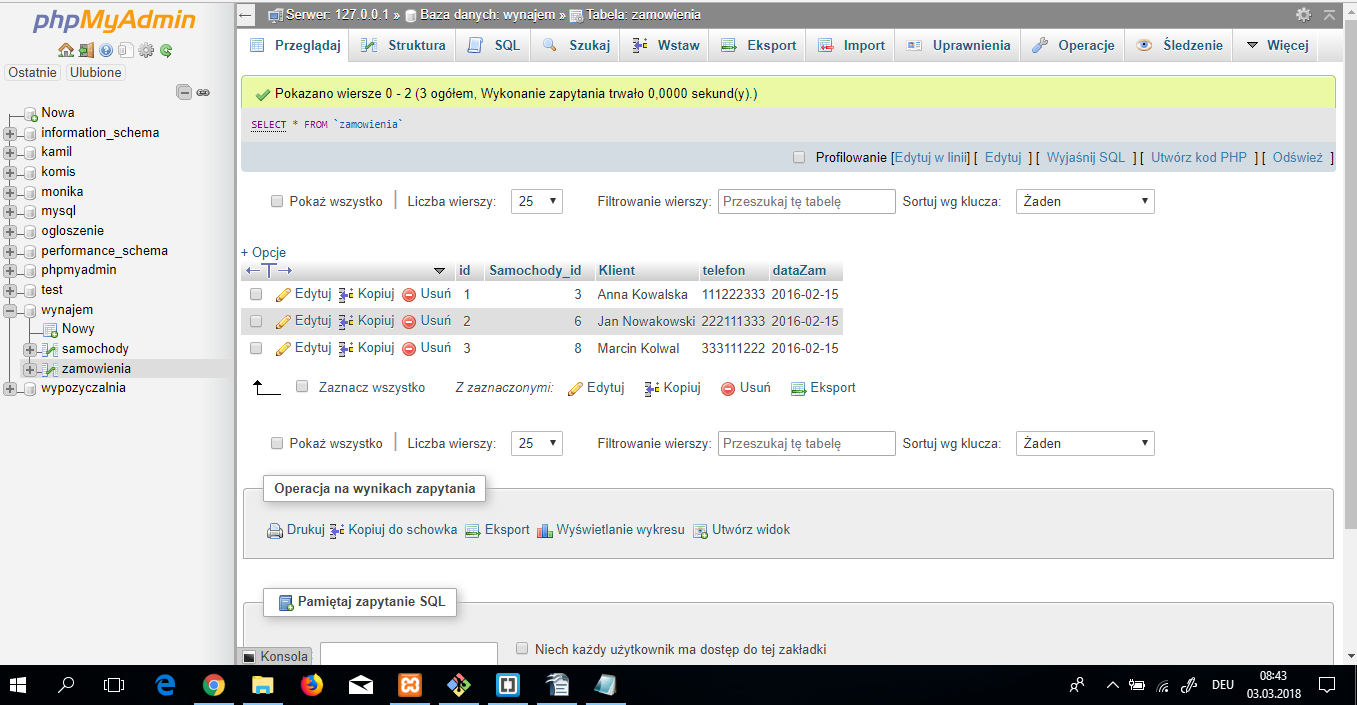 phpMyAdmin
Ostatnie Ulubione
Nowa
information_schema
kamil
komis
monika
mysql
ogloszenie
performance_schema
phpmyadmin
test
wynajem
Nowy
samochody
zamowienia
wypozyczalnia
Serwer: 127.0.0.1 » Baza danych: wynajem » Tabela: zamowienia
Przeglądaj Struktura SQL Szukaj Wstaw Eksport Import Uprawnienia Operacje Śledzenie Więcej
Pokazano wiersze 0 - 2 (3 ogółem, Wykonanie zapytania trwało 0,0000 sekund(y).)
SELECT * FROM `zamowienia`
Profilowanie [Edytuj w linii] [ Edytuj ] [ Wyjaśnij SQL ] [ Utwórz kod PHP ] [ Odśwież ]
Pokaż wszystko | Liczba wierszy: 25 Filtrowanie wierszy: Przeszukaj tę tabelę Sortuj wg klucza: Żaden
+ Opcje
←T→ id Samochody_id Klient telefon dataZam
Edytuj Kopiuj Usuń 1 3 Anna Kowalska 111222333 2016-02-15
Edytuj Kopiuj Usuń 2 6 Jan Nowakowski 222111333 2016-02-15
Edytuj Kopiuj Usuń 3 8 Marcin Kolwal 333111222 2016-02-15
Zaznacz wszystko Z zaznaczonymi: Edytuj Kopiuj Usuń Eksport
Pokaż wszystko | Liczba wierszy: 25 Filtrowanie wierszy: Przeszukaj tę tabelę Sortuj wg klucza: Żaden
Operacja na wynikach zapytania
Drukuj Kopiuj do schowka Eksport Wyświetlanie wykresu Utwórz widok
Pamiętaj zapytanie SQL
Niech każdy użytkownik ma dostęp do tej zakładki
Konsola
DEU 08:43
03.03.2018